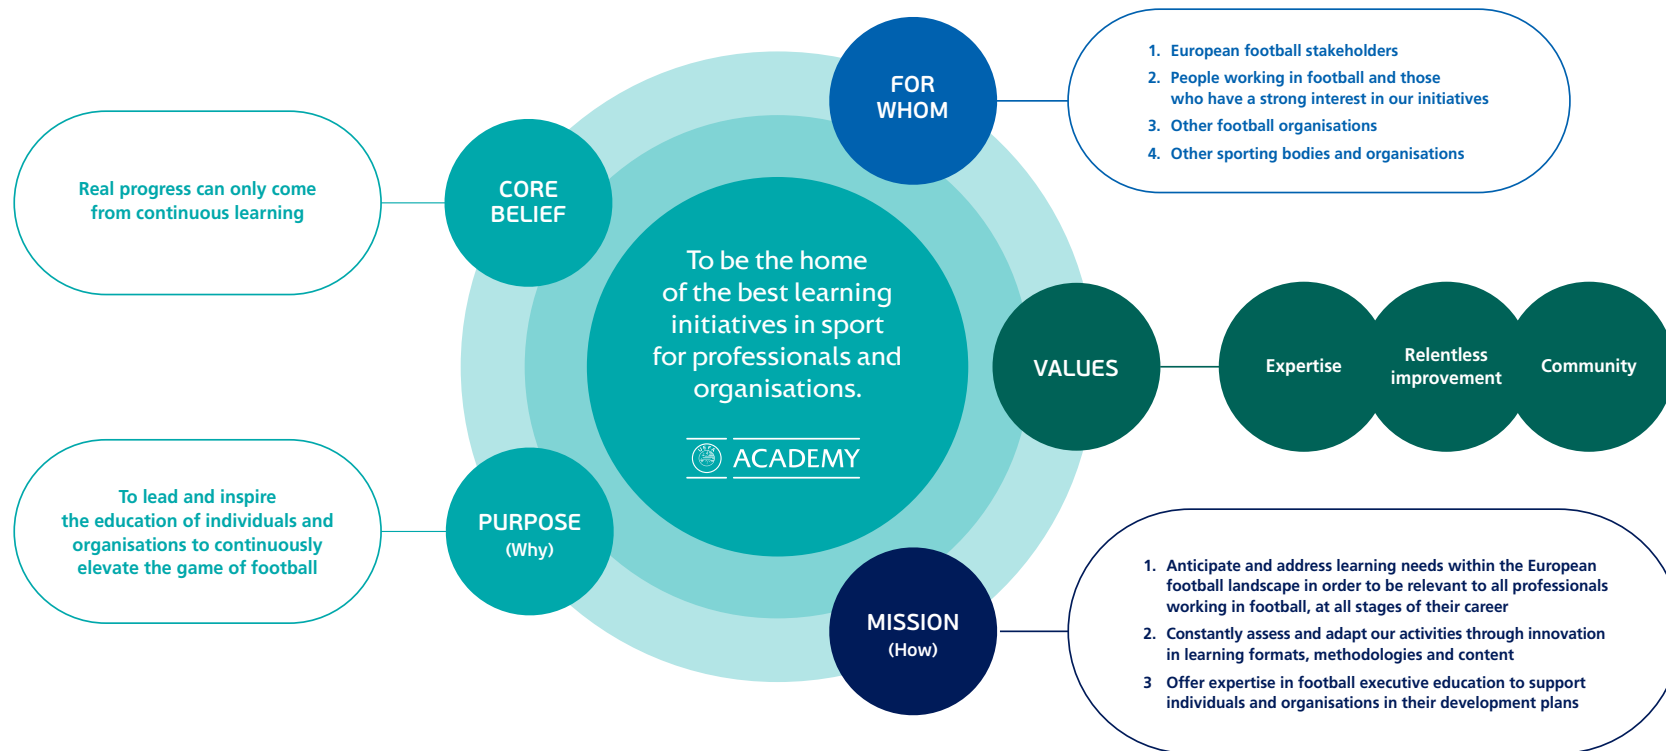 FOR
WHOM
1. European football stakeholders
2. People working in football and those
who have a strong interest in our initiatives
3. Other football organisations
4. Other sporting bodies and organisations
CORE
BELIEF
Real progress can only come
from continuous learning
To be the home
of the best learning
initiatives in sport
for professionals and
organisations.
UEFA
ACADEMY
VALUES
Expertise
Relentless
improvement
Community
PURPOSE
(Why)
To lead and inspire
the education of individuals and
organisations to continuously
elevate the game of football
MISSION
(How)
1. Anticipate and address learning needs within the European
football landscape in order to be relevant to all professionals
working in football, at all stages of their career
2. Constantly assess and adapt our activities through innovation
in learning formats, methodologies and content
3 Offer expertise in football executive education to support
individuals and organisations in their development plans